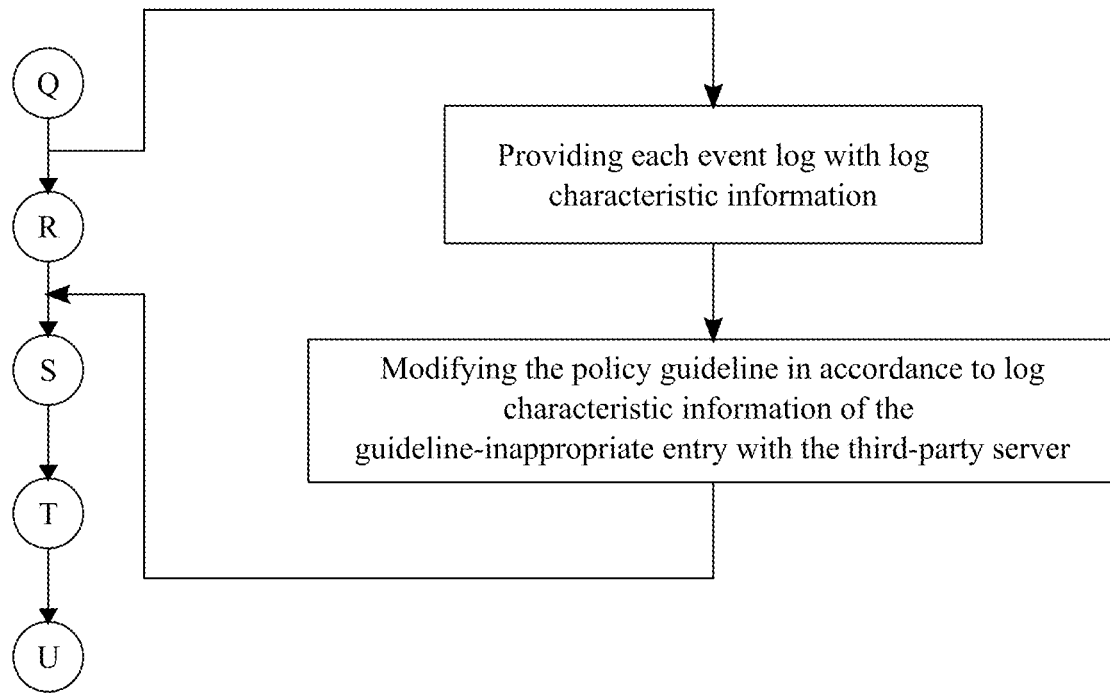 Q
R
S
T
U
Providing each event log with log
characteristic information
Modifying the policy guideline in accordance to log
characteristic information of the
guideline-inappropriate entry with the third-party server